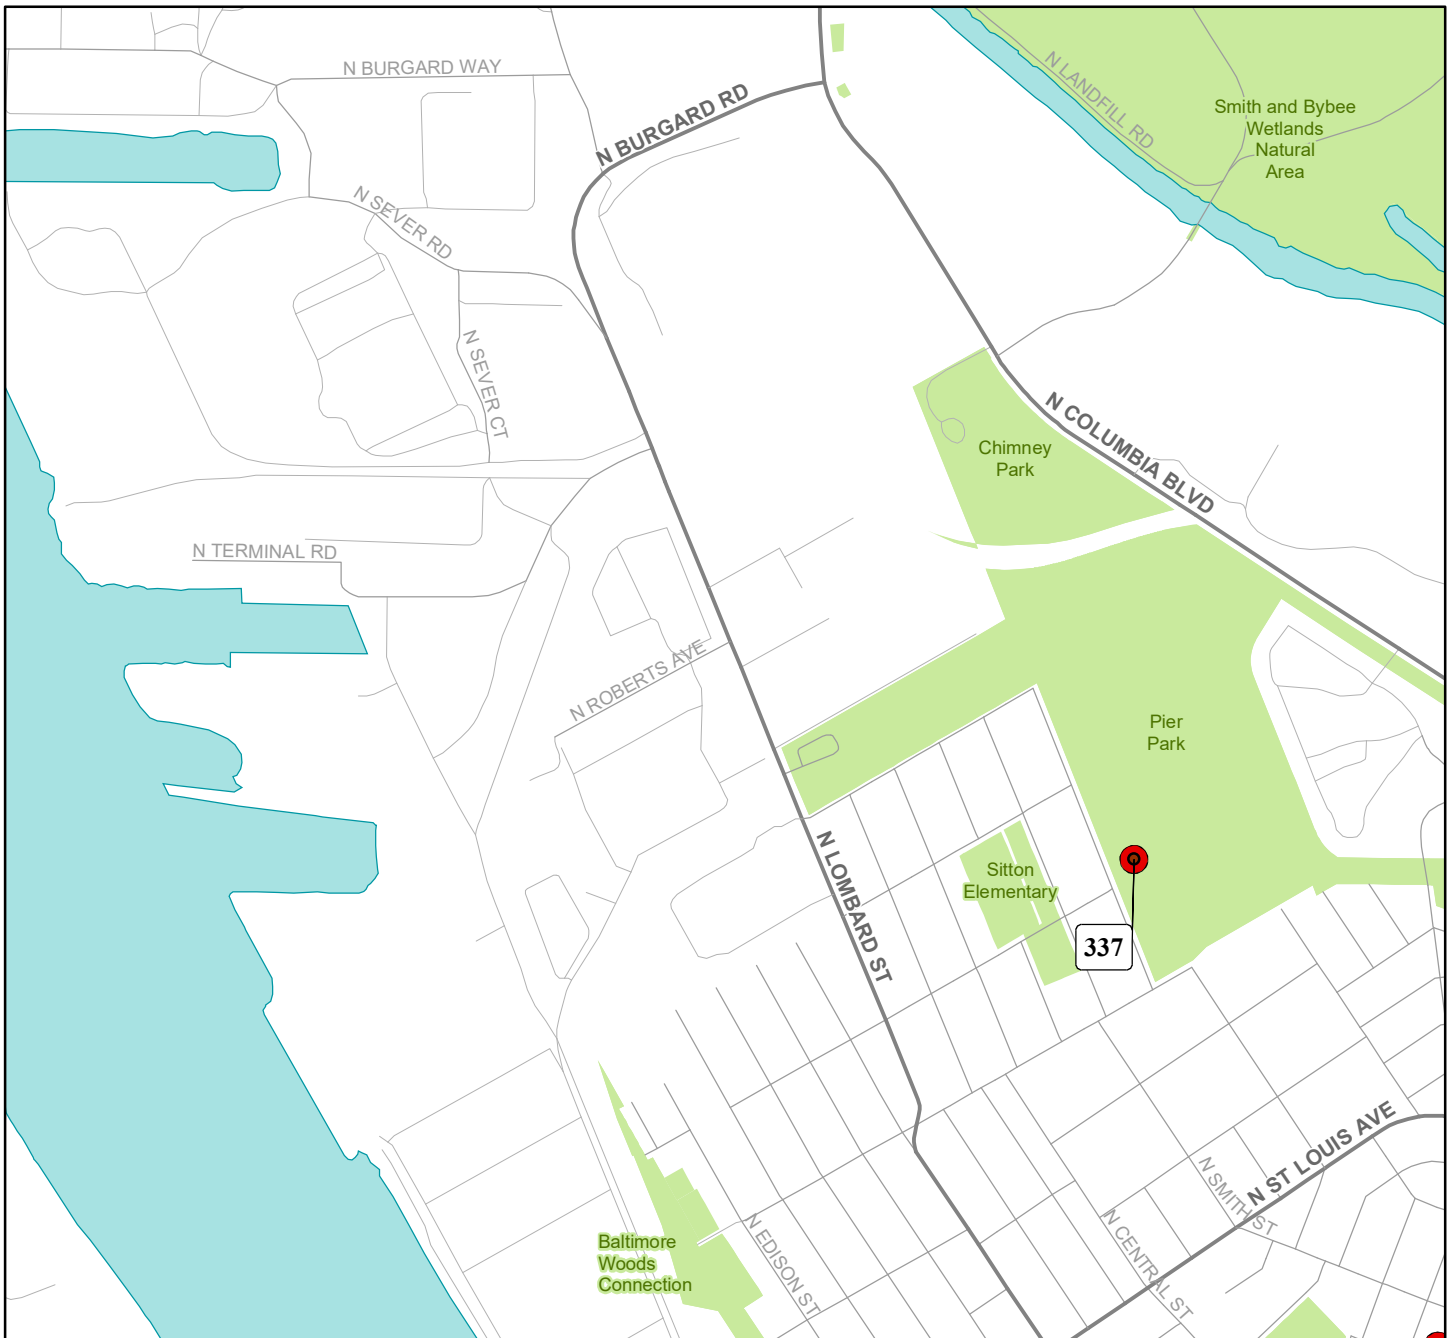 N BURGARD WAY
N BURGARD RD
N LANDFILL RD
Smith and Bybee
Wetlands
Natural
Area
N SEVER RD
N SEVER CT
N COLUMBIA BLVD
Chimney
Park
N TERMINAL RD
N ROBERTS AVE
Pier
Park
N LOMBARD ST
Sitton
Elementary
337
N ST LOUIS AVE
N SMITH ST
N CENTRAL ST
N EDISON ST
Baltimore
Woods
Connection